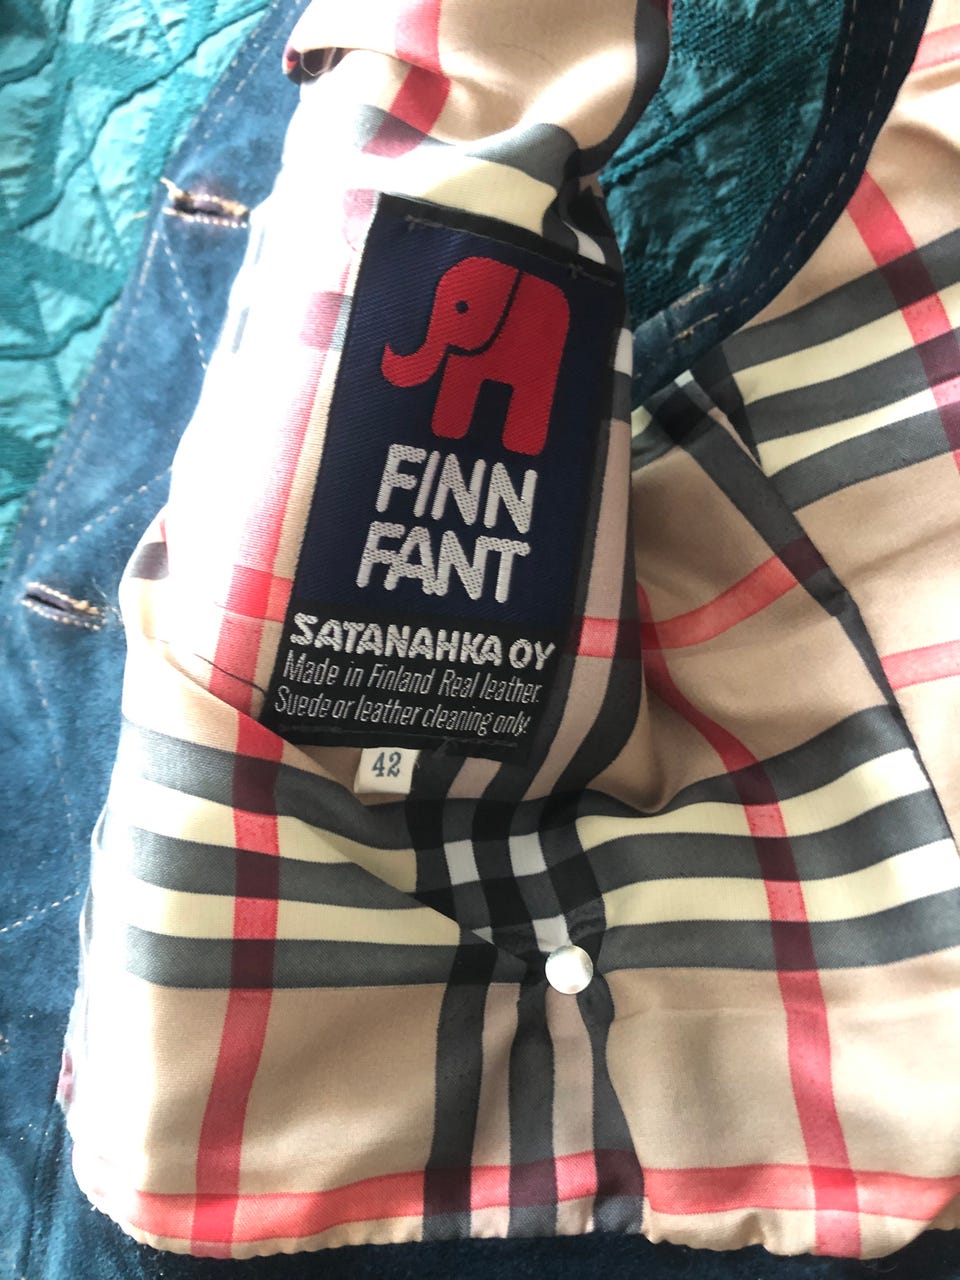 FINN
FANT
SATANAHKA OY
Made in Finland Real leather.
Suede or leather cleaning only.
42